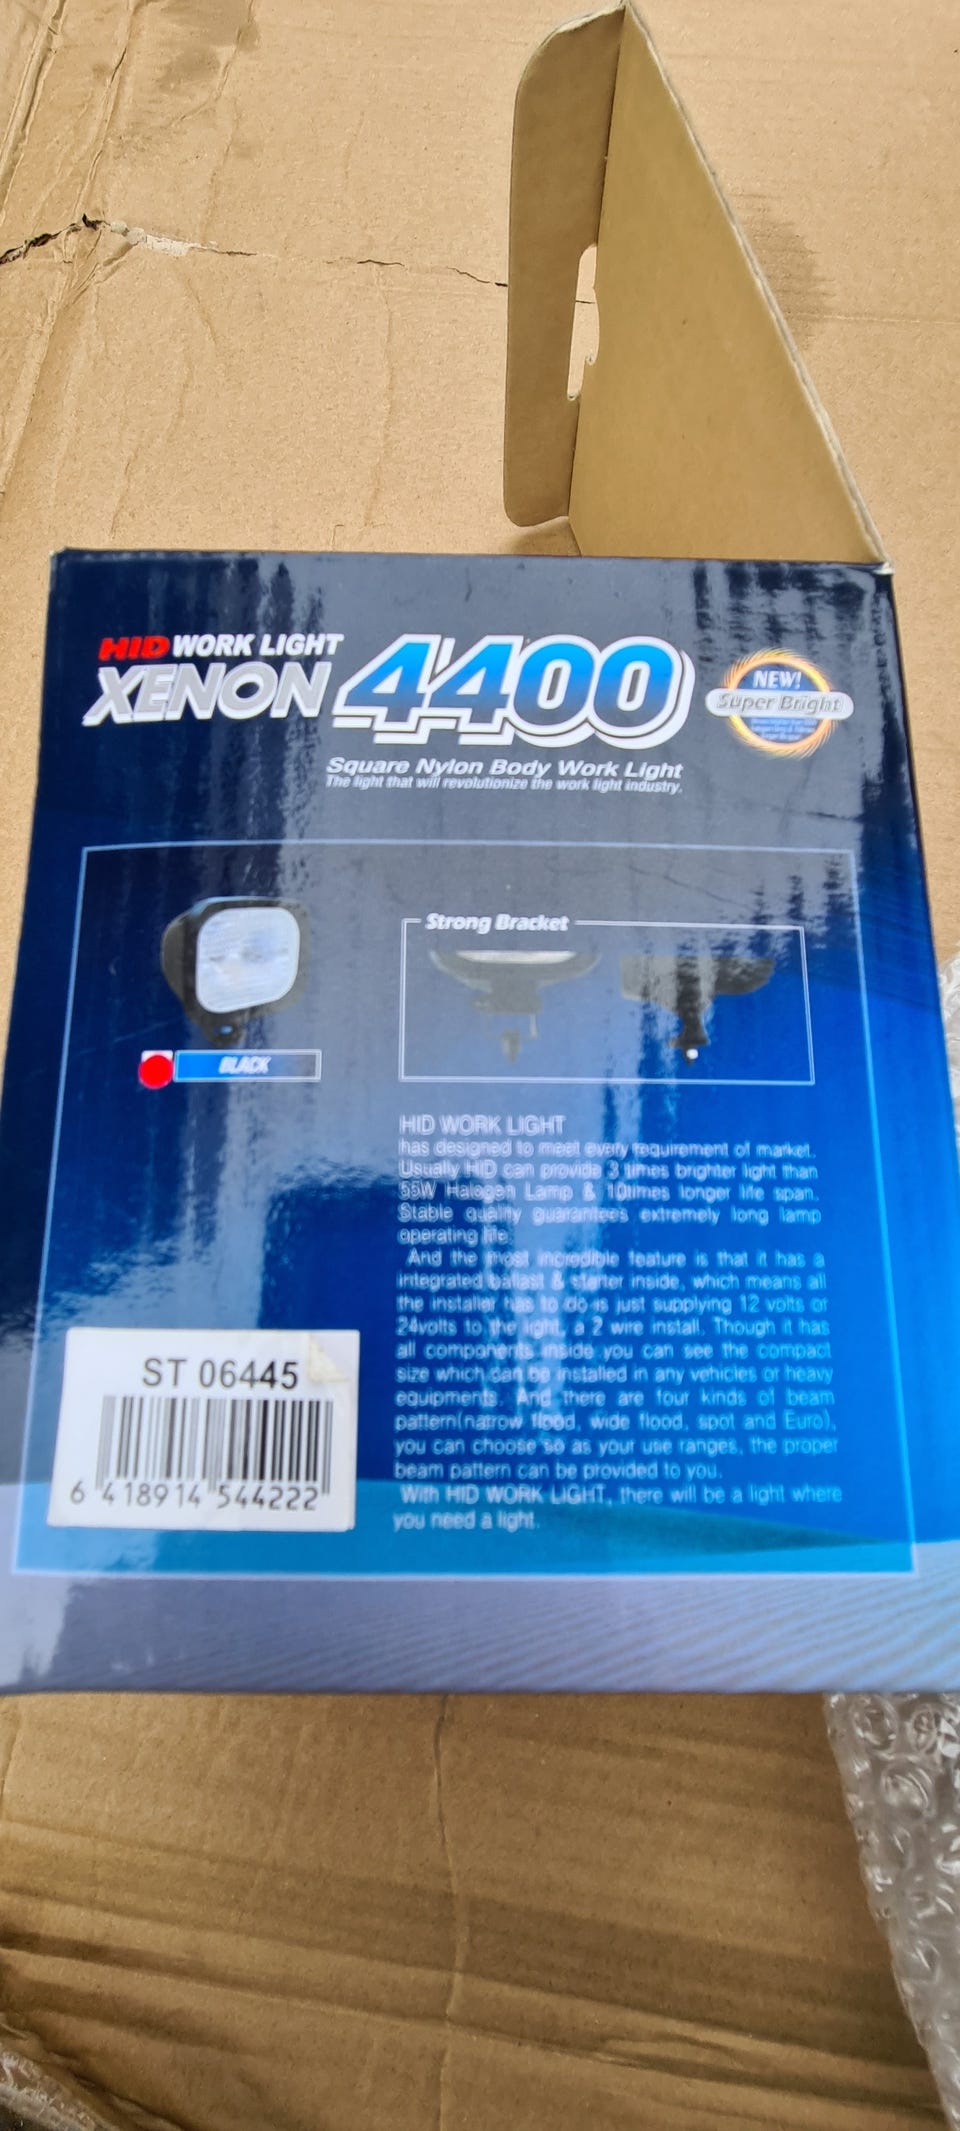 HID WORK LIGHT
XENON 4400
NEW!
Super Bright
Square Nylon Body Work Light
The light that will revolutionize the work light industry.
Strong Bracket
BLACK
HID WORK LIGHT
has designed to meet every requirement of market.
Usually HID can provide 3 times brighter light than
55W Halogen Lamp & 10times longer life span.
Stable quality guarantees extremely long lamp
operating life.
And the most incredible feature is that it has a
integrated ballast & starter inside, which means all
the installer has to do is just supplying 12 volts or
24volts to the light, a 2 wire install. Though it has
all components inside you can see the compact
size which can be installed in any vehicles or heavy
equipments. And there are four kinds of beam
pattern(narrow flood, wide flood, spot and Euro),
you can choose so as your use ranges, the proper
beam pattern can be provided to you.
With HID WORK LIGHT, there will be a light where
you need a light.
ST 06445
6 418914 544222